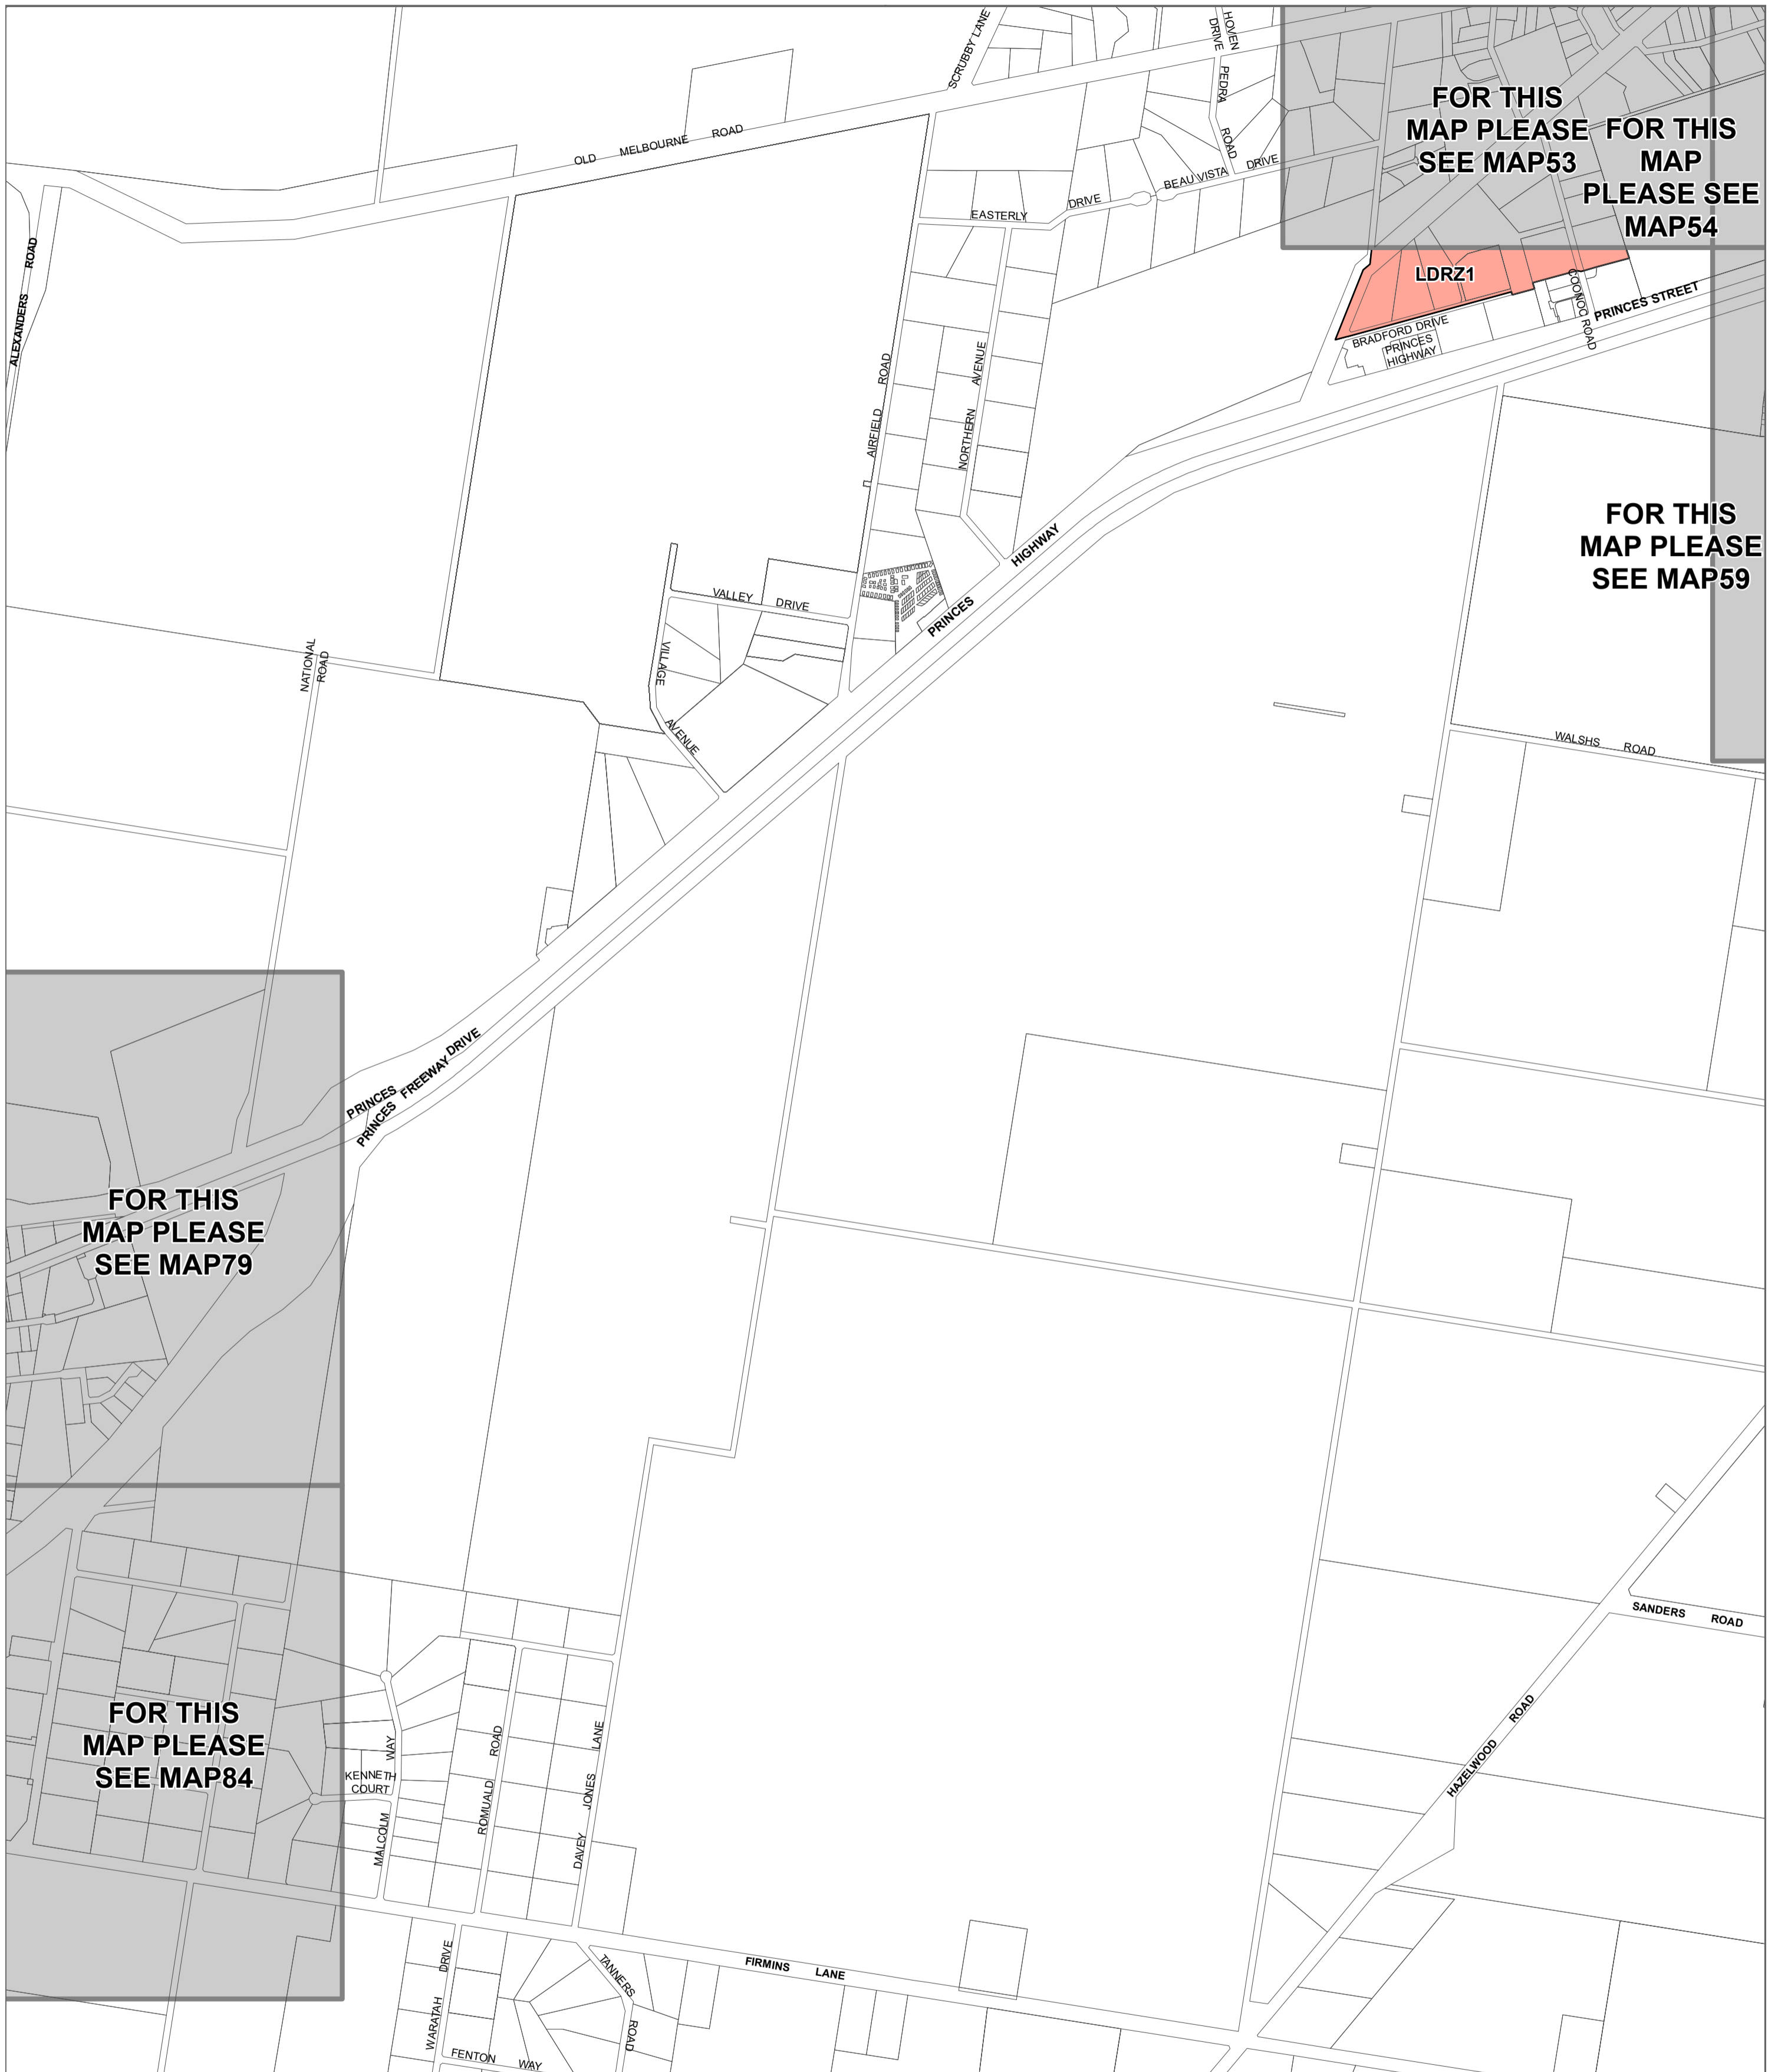 SCRUBBY LANE
HOVEN
DRIVE
PEDRA
ROAD
OLD MELBOURNE ROAD
FOR THIS
MAP PLEASE
SEE MAP53
FOR THIS
MAP
PLEASE SEE
MAP54
BEAU VISTA DRIVE
EASTERLY DRIVE
ALEXANDERS ROAD
LDRZ1
COONOC ROAD
PRINCES STREET
BRADFORD DRIVE
PRINCES
HIGHWAY
AIRFIELD ROAD
NORTHERN AVENUE
PRINCES HIGHWAY
FOR THIS
MAP PLEASE
SEE MAP59
VALLEY DRIVE
VILLAGE AVENUE
NATIONAL
ROAD
WALSHS ROAD
PRINCES DRIVE
PRINCES FREEWAY
FOR THIS
MAP PLEASE
SEE MAP79
SANDERS ROAD
HAZELWOOD ROAD
FOR THIS
MAP PLEASE
SEE MAP84
KENNETH
COURT
MALCOLM WAY
ROMUALD ROAD
DAVEY JONES LANE
FIRMINS LANE
TANNERS ROAD
WARATAH DRIVE
FENTON WAY